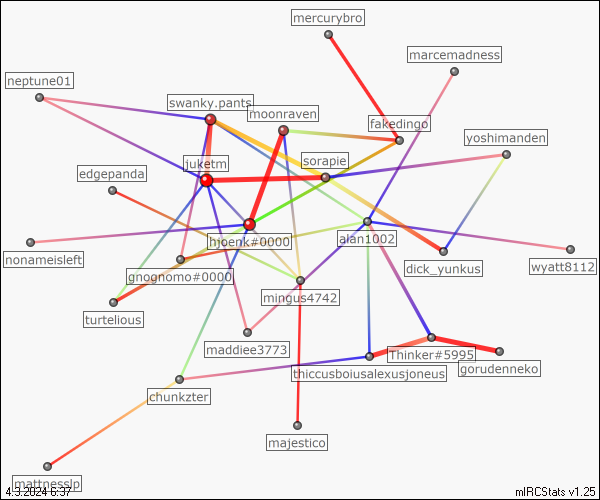 mercurybro
marcemadness
neptune01
swanky.pants
moonraven
fakedingo
yoshimanden
juketm
sorapie
edgepanda
hjoenk#0000
alan1002
nonameisleft
gmognomo#0000
dick_yunkus
wyatt8112
mingus4742
turtelious
maddiee3773
Thinker#5995
gorudenneko
thiccusboiusalexusjoneus
chunkzter
majestico
mattnesslp
4.3.2024 6:37
mIRCStats v1.25